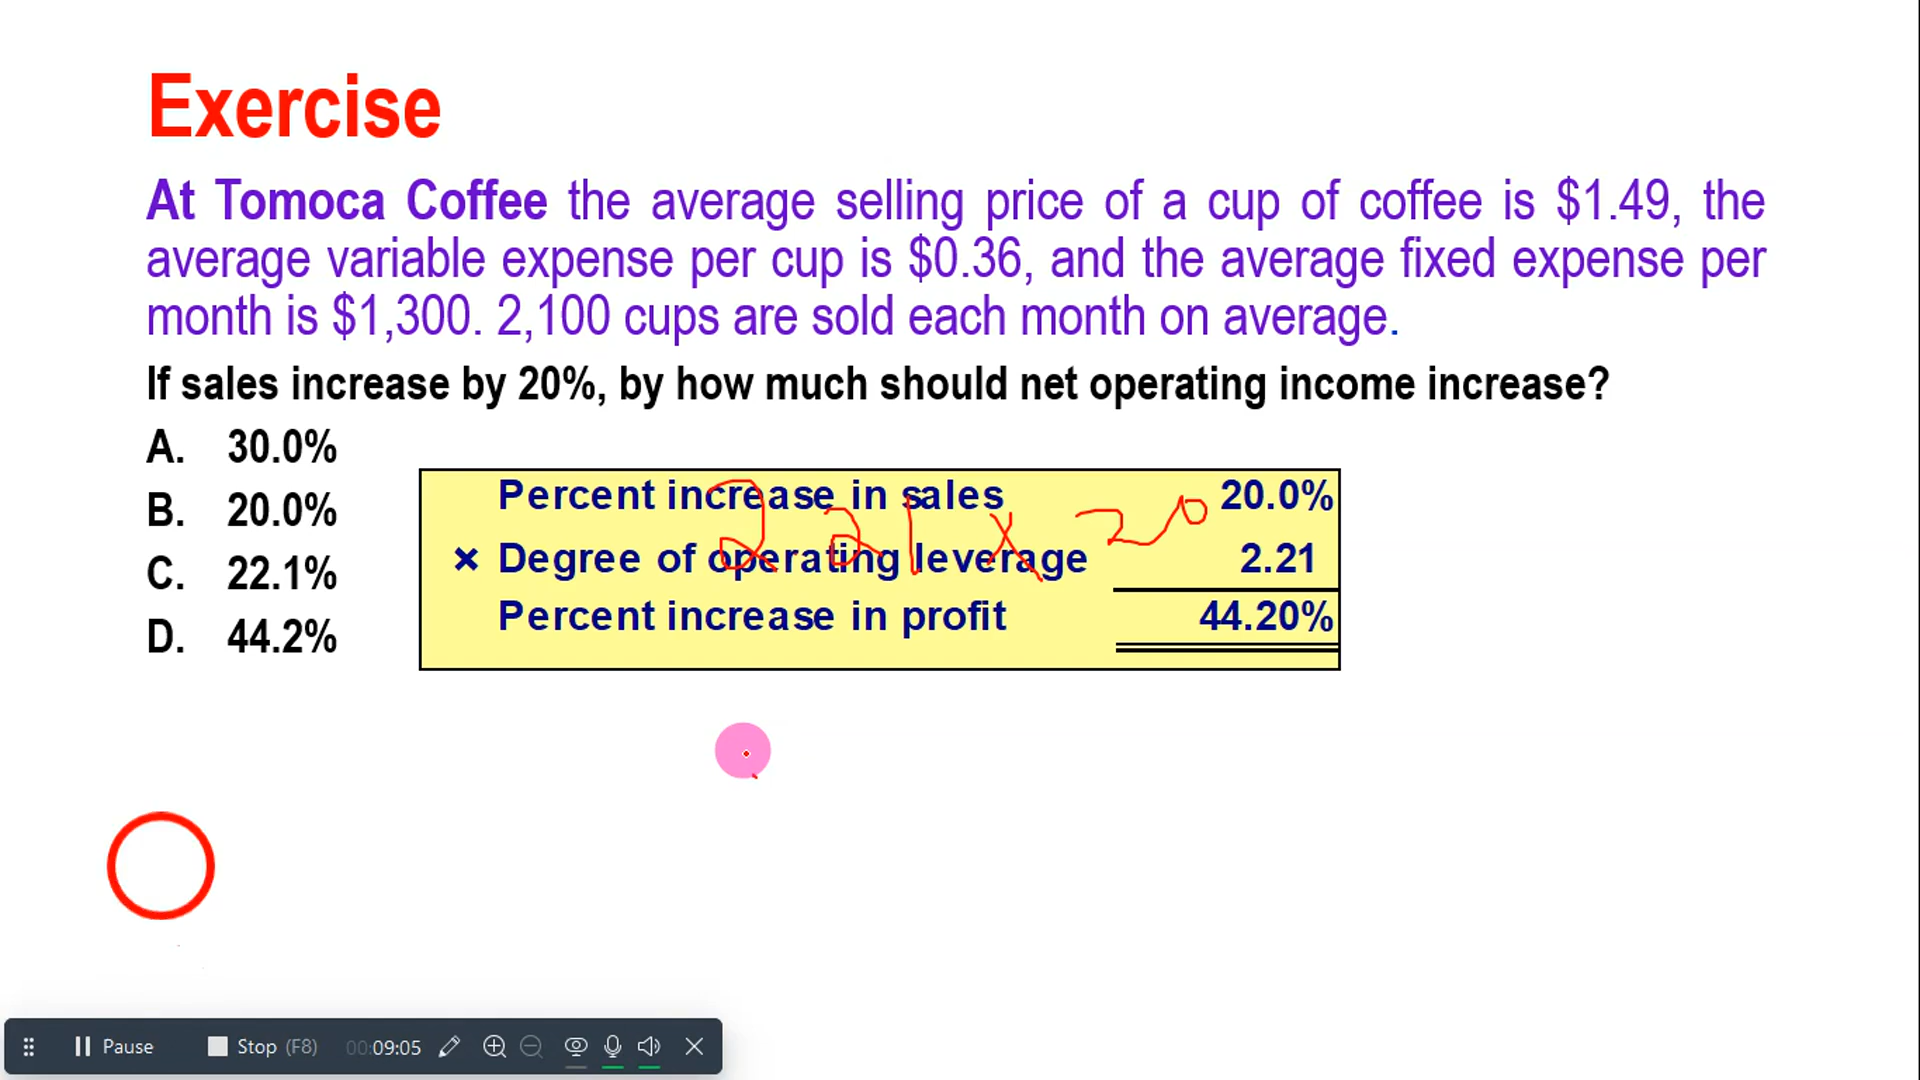 Exercise
At Tomoca Coffee the average selling price of a cup of coffee is $1.49, the
average variable expense per cup is $0.36, and the average fixed expense per
month is $1,300. 2,100 cups are sold each month on average.
If sales increase by 20%, by how much should net operating income increase?
A. 30.0%
B. 20.0%
C. 22.1%
D. 44.2%
Percent increase in sales 20.0%
2 21 x 20
× Degree of operating leverage 2.21
Percent increase in profit 44.20%
Pause Stop (F8) 00:09:05